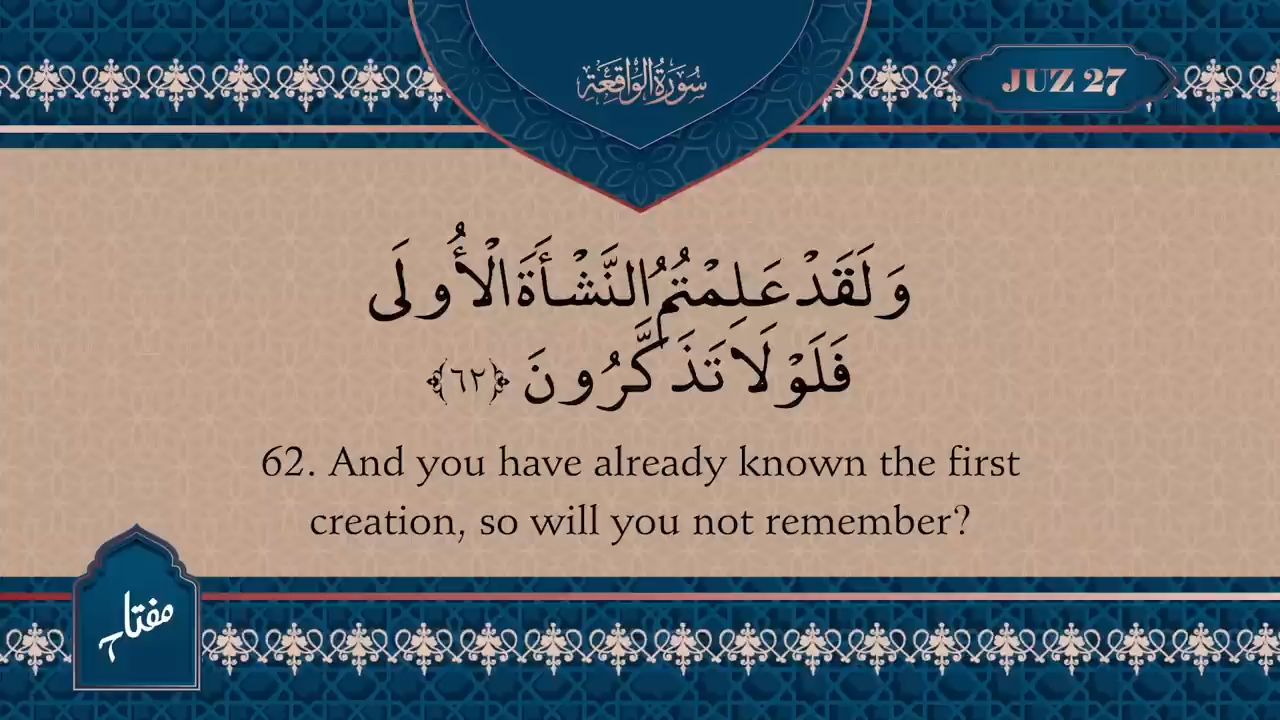 سُورَةُ الْوَاقِعَة
JUZ 27
وَلَقَدْ عَلِمْتُمُ النَّشْأَةَ الْأُولَى
فَلَوْلَا تَذَكَّرُونَ ﴿٦٢﴾
62. And you have already known the first
creation, so will you not remember?
مفتاح